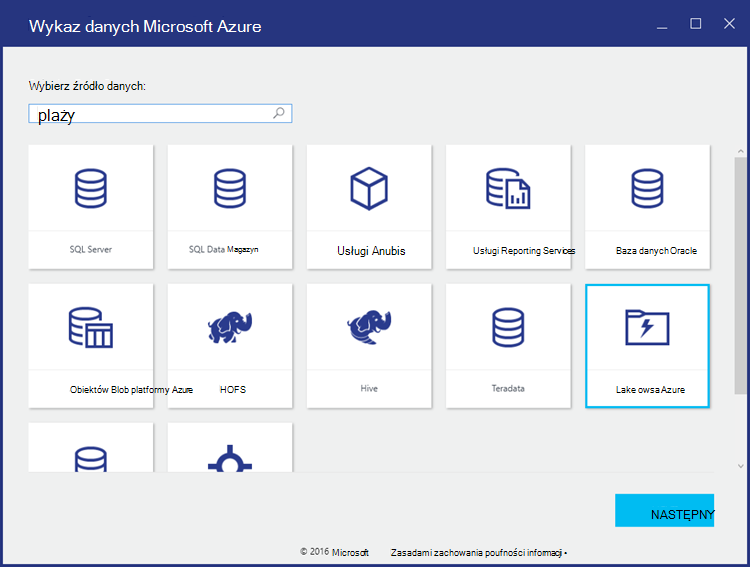 Wykaz danych Microsoft Azure
Wybierz źródło danych:
plaży
SQL Server
SQL Data Magazyn
Usługi Anubis
Usługi Reporting Services
Baza danych Oracle
Obiektów Blob platformy Azure
HOFS
Hive
Teradata
Lake owsa Azure
NASTĘPNY
© 2016 Microsoft
Zasadami zachowania poufności informacji •